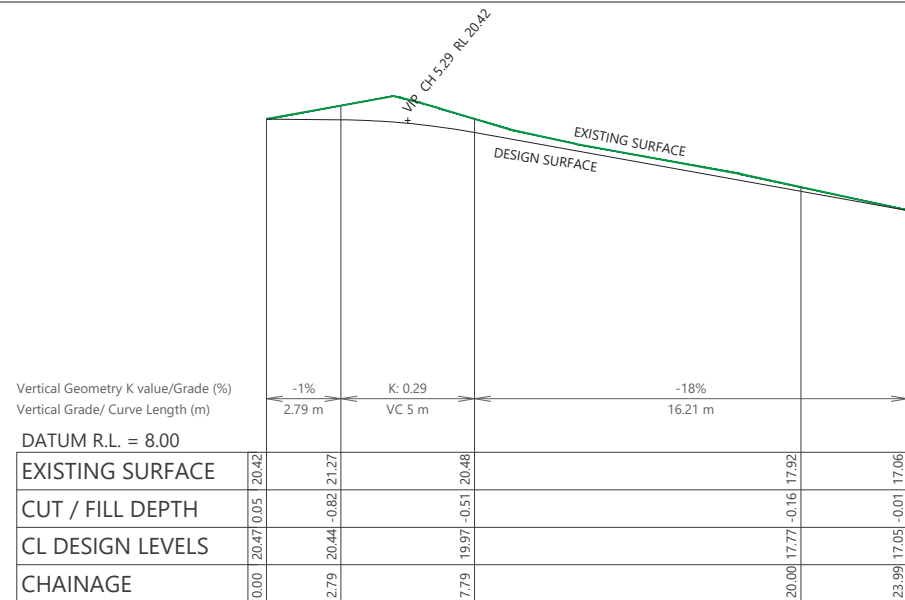 VIP CH 5.29 RL 20.42
EXISTING SURFACE
DESIGN SURFACE
Vertical Geometry K value/Grade (%) -1% K: 0.29 -18%
Vertical Grade/ Curve Length (m) 2.79 m VC 5 m 16.21 m
DATUM R.L. = 8.00
EXISTING SURFACE 20.42 21.27 20.48 17.92 17.06
CUT / FILL DEPTH 0.05 -0.82 -0.51 -0.16 -0.01
CL DESIGN LEVELS 20.47 20.44 19.97 17.77 17.05
CHAINAGE 0.00 2.79 7.79 20.00 23.99